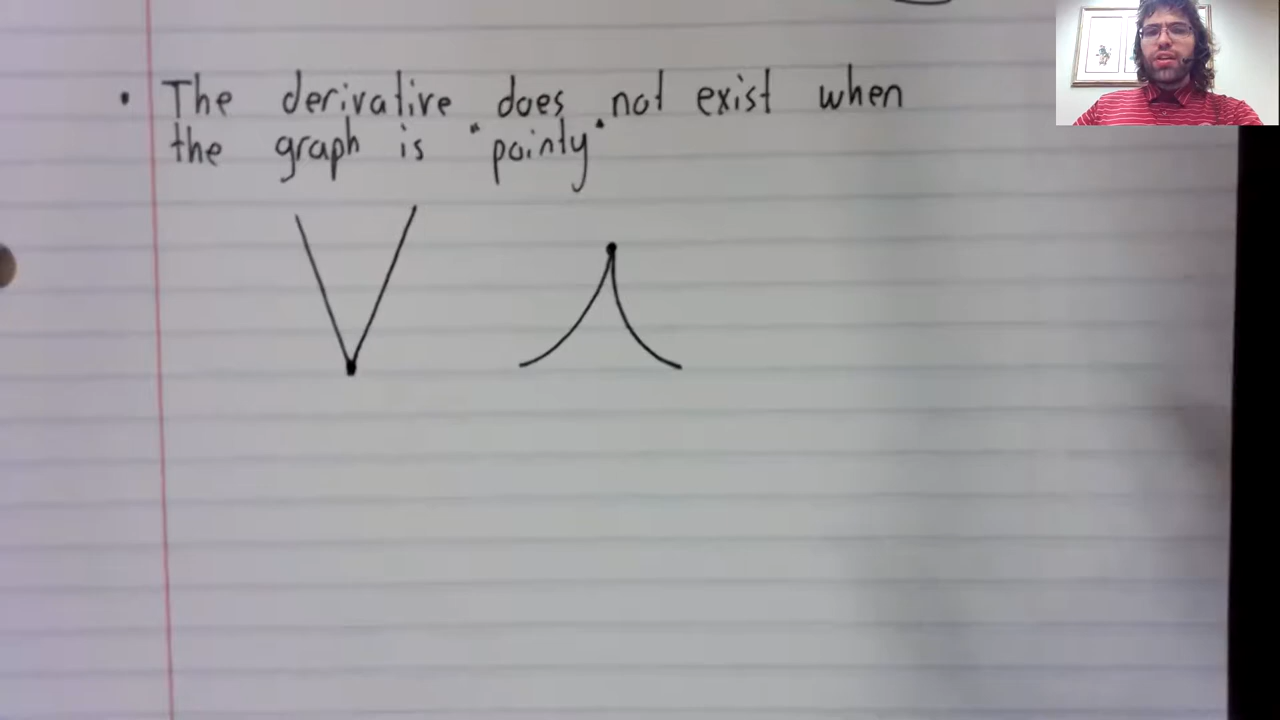 • The derivative does not exist when
the graph is "pointy"